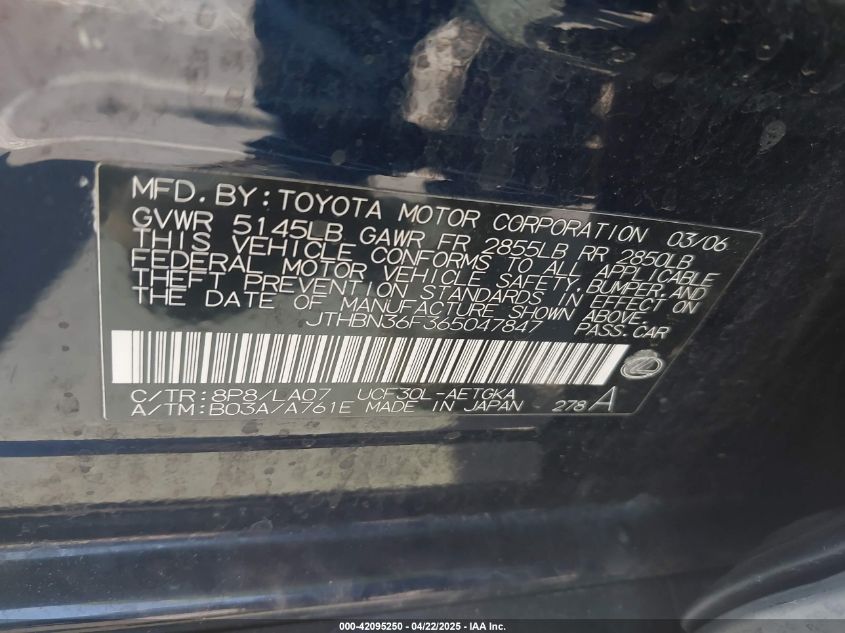 MFD. BY: TOYOTA MOTOR CORPORATION 03/06
GVWR 5145LB GAWR FR 2855LB RR 2850LB
THIS VEHICLE CONFORMS TO ALL APPLICABLE
FEDERAL MOTOR VEHICLE SAFETY, BUMPER, AND
THEFT PREVENTION STANDARDS IN EFFECT ON
THE DATE OF MANUFACTURE SHOWN ABOVE.
JTHBN36F365047847 PASS.CAR
C/TR:8P8/LA07 UCF30L-AETGKA
A/TM:B03A/A761E MADE IN JAPAN 278 A
000-42095250 - 04/22/2025 - IAA Inc.